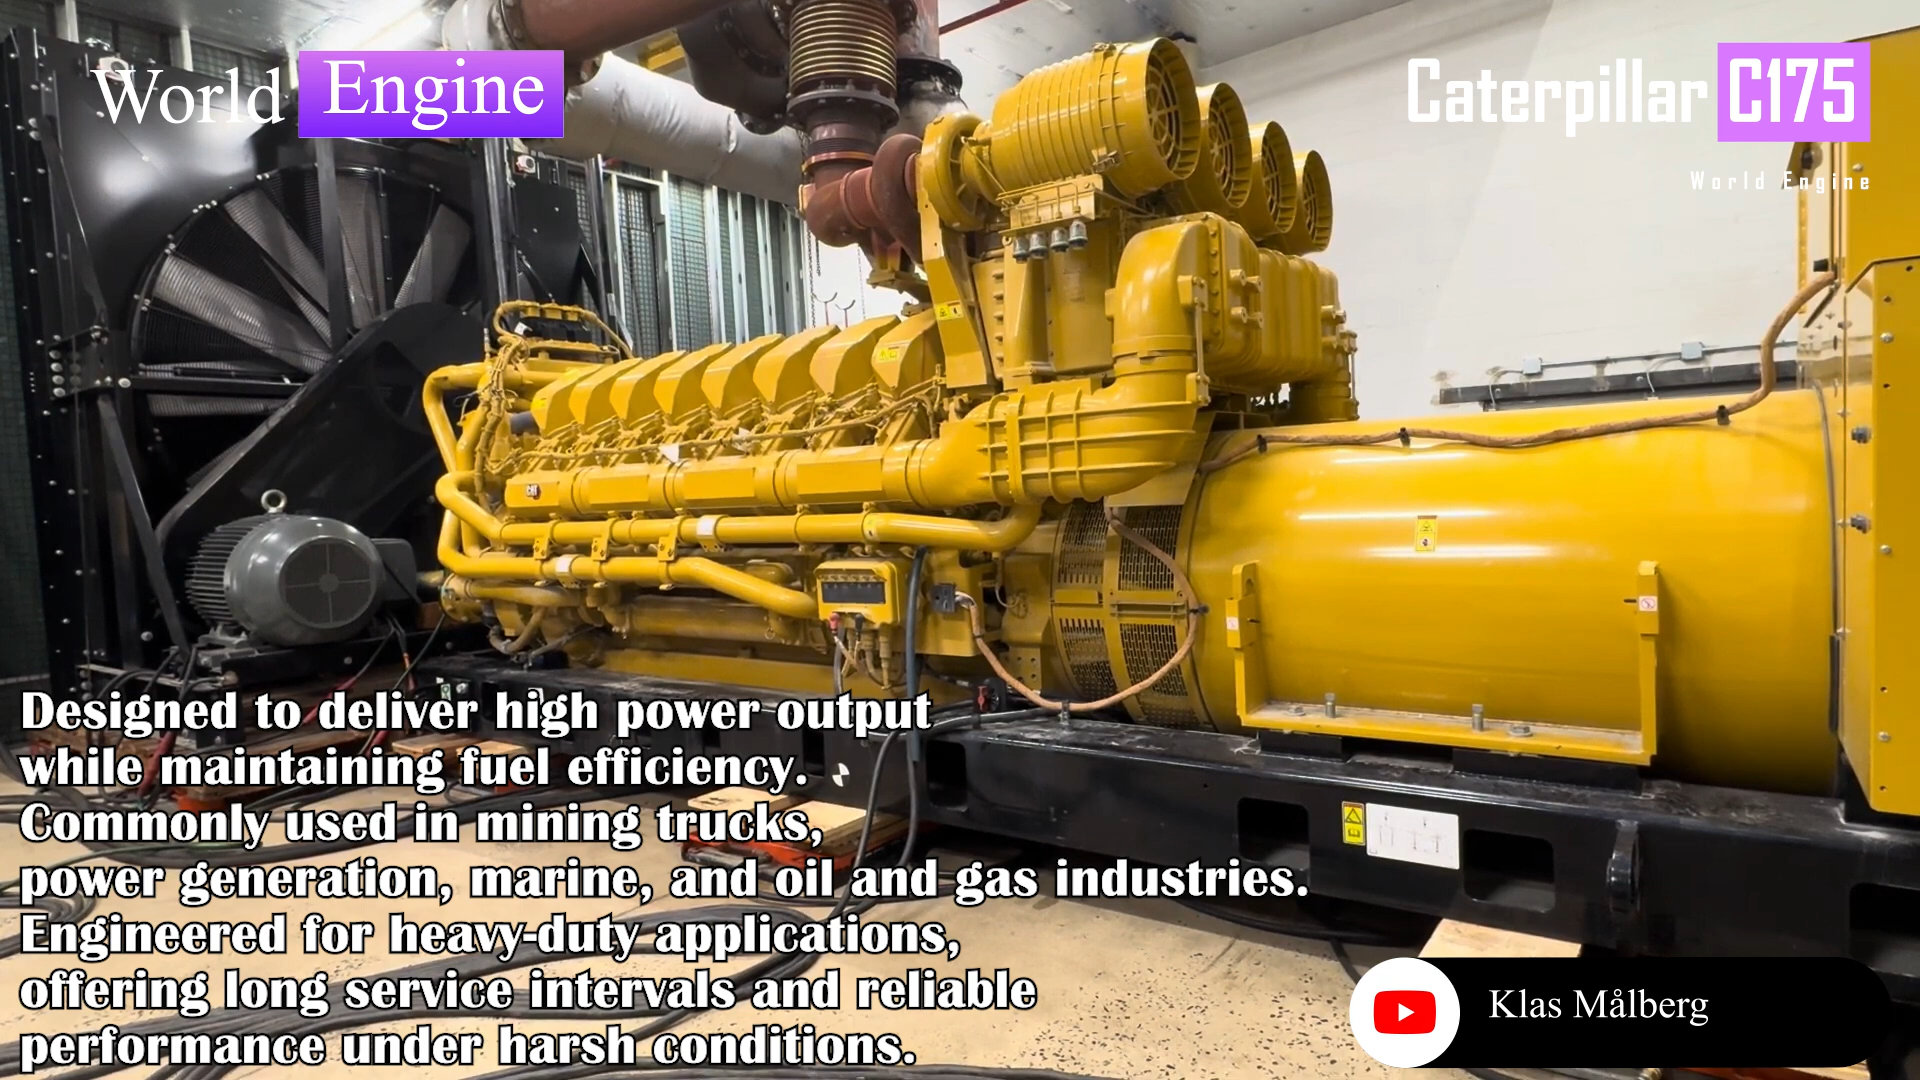 World Engine
Caterpillar C175
World Engine
CAT
Designed to deliver high power output
while maintaining fuel efficiency.
Commonly used in mining trucks,
power generation, marine, and oil and gas industries.
Engineered for heavy-duty applications,
offering long service intervals and reliable
performance under harsh conditions.
Klas Målberg